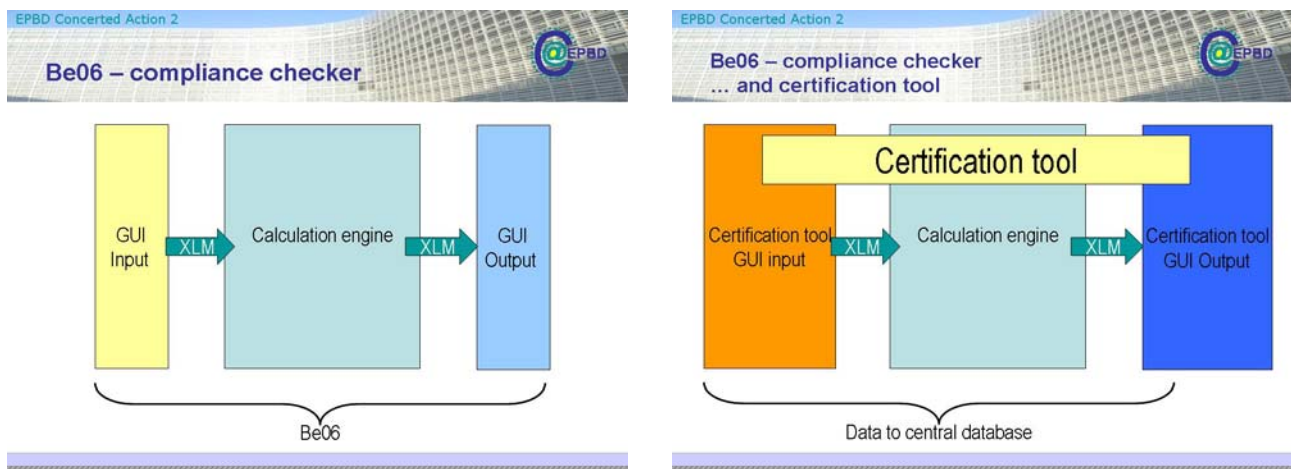 EPBD Concerted Action 2
Be06 – compliance checker
@EPBD
GUI
Input
XLM
Calculation engine
XLM
GUI
Output
Be06
EPBD Concerted Action 2
Be06 – compliance checker
... and certification tool
@EPBD
Certification tool
Certification tool
GUI input
XLM
Calculation engine
XLM
Certification tool
GUI Output
Data to central database